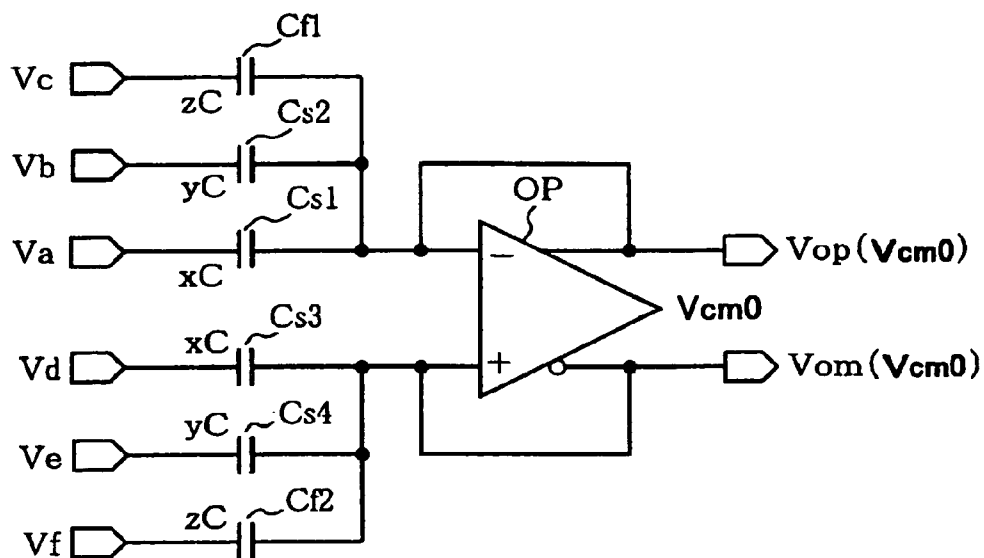 Cf1
Vc
zC
Cs2
Vb
yC
OP
Cs1
Va
xC
−
Vop(Vcm0)
Vcm0
Cs3
xC
Vd
+
Vom(Vcm0)
yC
Cs4
Ve
zC
Cf2
Vf